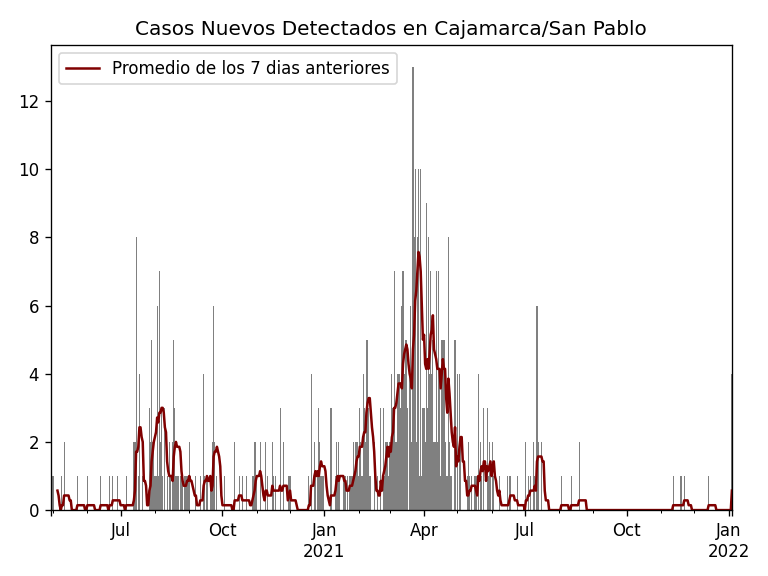 Casos Nuevos Detectados en Cajamarca/San Pablo
Promedio de los 7 dias anteriores
12
10
8
6
4
2
0
Jul
Oct
Jan
2021
Apr
Jul
Oct
Jan
2022